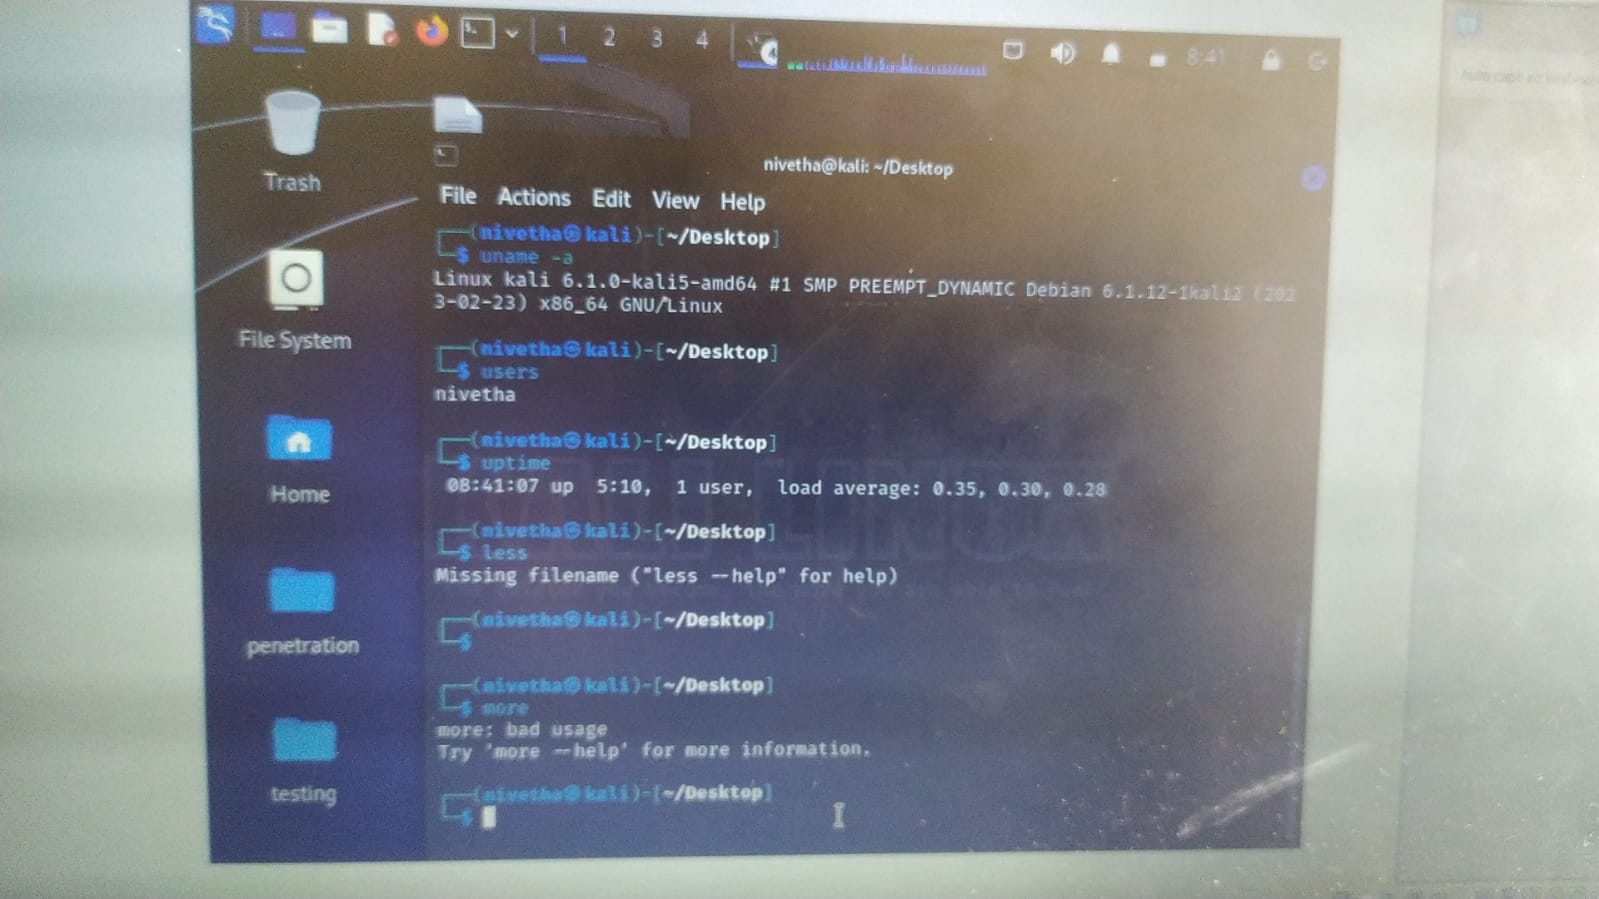 1 2 3 4
8:41
Trash
File System
Home
penetration
testing
nivetha@kali: ~/Desktop
File Actions Edit View Help
┌──(nivetha㉿kali)-[~/Desktop]
└─$ uname -a
Linux kali 6.1.0-kali5-amd64 #1 SMP PREEMPT_DYNAMIC Debian 6.1.12-1kali2 (202
3-02-23) x86_64 GNU/Linux
┌──(nivetha㉿kali)-[~/Desktop]
└─$ users
nivetha
┌──(nivetha㉿kali)-[~/Desktop]
└─$ uptime
08:41:07 up 5:10, 1 user, load average: 0.35, 0.30, 0.28
┌──(nivetha㉿kali)-[~/Desktop]
└─$ less
Missing filename ("less --help" for help)
┌──(nivetha㉿kali)-[~/Desktop]
└─$
┌──(nivetha㉿kali)-[~/Desktop]
└─$ more
more: bad usage
Try 'more --help' for more information.
┌──(nivetha㉿kali)-[~/Desktop]
└─$
KALI LINUX